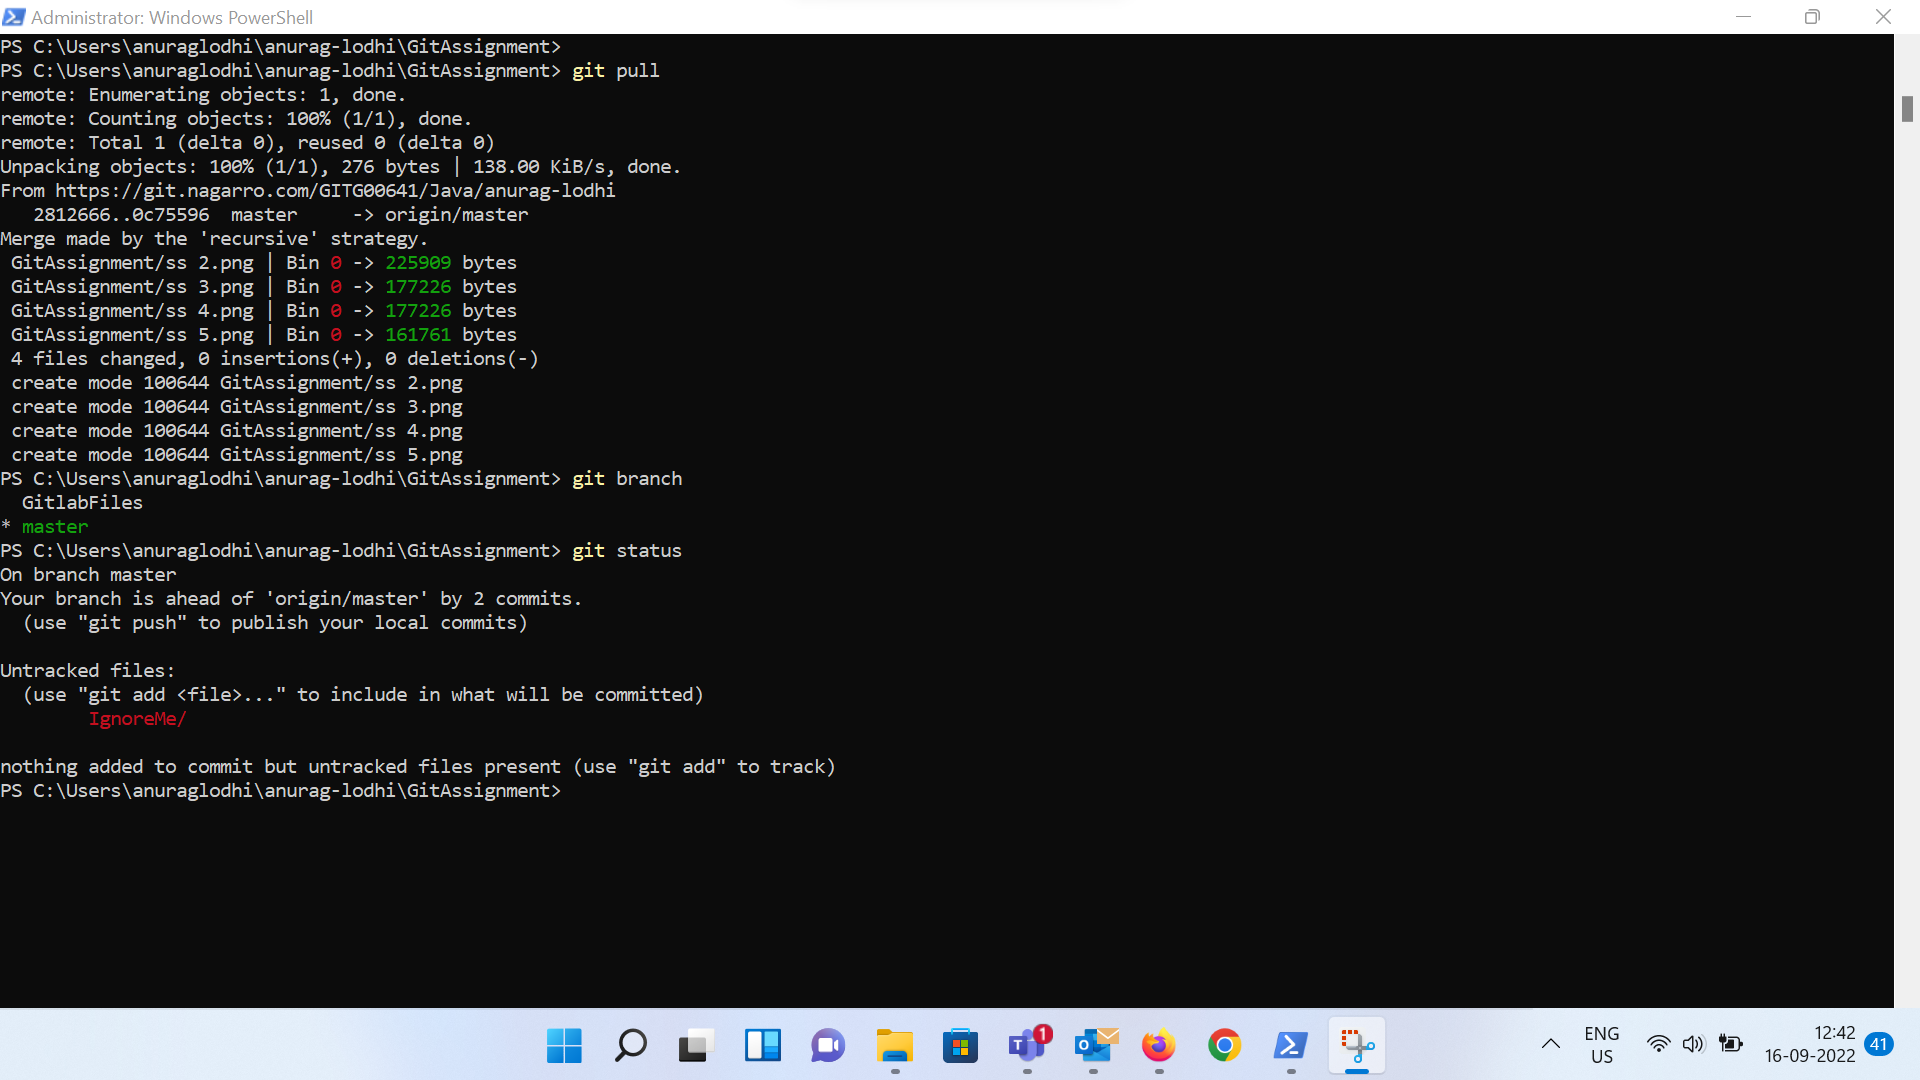 Administrator: Windows PowerShell
PS C:\Users\anuraglodhi\anurag-lodhi\GitAssignment>
PS C:\Users\anuraglodhi\anurag-lodhi\GitAssignment> git pull
remote: Enumerating objects: 1, done.
remote: Counting objects: 100% (1/1), done.
remote: Total 1 (delta 0), reused 0 (delta 0)
Unpacking objects: 100% (1/1), 276 bytes | 138.00 KiB/s, done.
From https://git.nagarro.com/GITG00641/Java/anurag-lodhi
   2812666..0c75596  master     -> origin/master
Merge made by the 'recursive' strategy.
 GitAssignment/ss 2.png | Bin 0 -> 225909 bytes
 GitAssignment/ss 3.png | Bin 0 -> 177226 bytes
 GitAssignment/ss 4.png | Bin 0 -> 177226 bytes
 GitAssignment/ss 5.png | Bin 0 -> 161761 bytes
 4 files changed, 0 insertions(+), 0 deletions(-)
 create mode 100644 GitAssignment/ss 2.png
 create mode 100644 GitAssignment/ss 3.png
 create mode 100644 GitAssignment/ss 4.png
 create mode 100644 GitAssignment/ss 5.png
PS C:\Users\anuraglodhi\anurag-lodhi\GitAssignment> git branch
  GitlabFiles
* master
PS C:\Users\anuraglodhi\anurag-lodhi\GitAssignment> git status
On branch master
Your branch is ahead of 'origin/master' by 2 commits.
  (use "git push" to publish your local commits)
Untracked files:
  (use "git add <file>..." to include in what will be committed)
        IgnoreMe/
nothing added to commit but untracked files present (use "git add" to track)
PS C:\Users\anuraglodhi\anurag-lodhi\GitAssignment>
1
ENG
US
12:42
16-09-2022
41